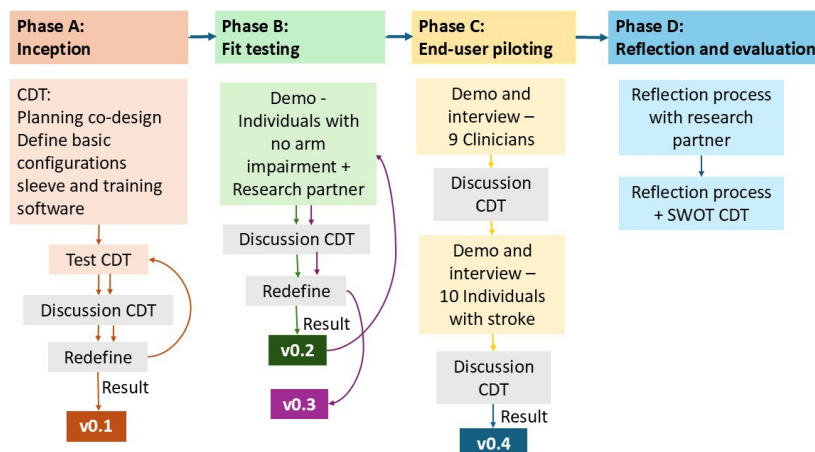 Phase A:
Inception
Phase B:
Fit testing
Phase C:
End-user piloting
Phase D:
Reflection and evaluation
CDT:
Planning co-design
Define basic
configurations
sleeve and training
software
Test CDT
Discussion CDT
Redefine
Result
v0.1
Demo -
Individuals with
no arm
impairment +
Research partner
Discussion CDT
Redefine
Result
v0.2
v0.3
Demo and
interview –
9 Clinicians
Discussion
CDT
Demo and
interview –
10 Individuals
with stroke
Discussion
CDT
Result
v0.4
Reflection process
with research
partner
Reflection process
+ SWOT CDT